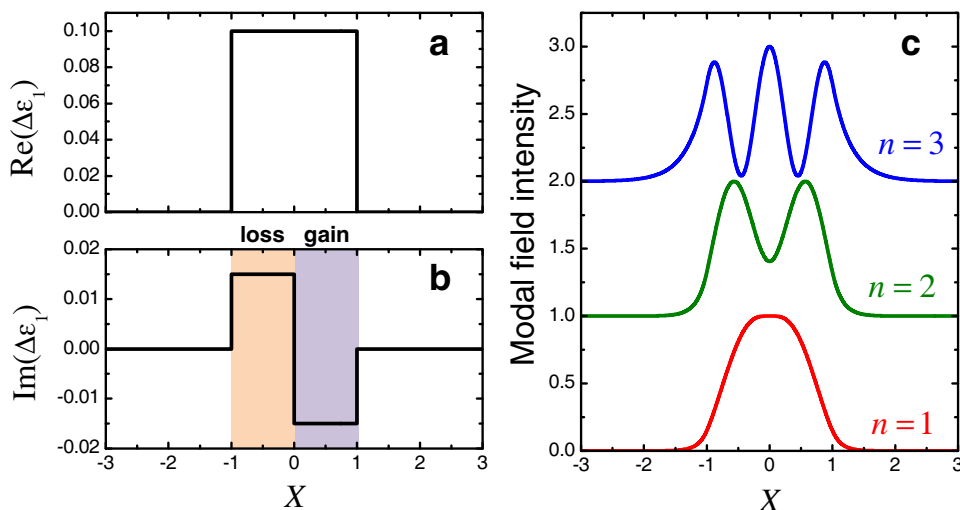 a
Re(Δε₁)
0.10
0.08
0.06
0.04
0.02
0.00
loss gain
b
Im(Δε₁)
0.02
0.01
0.00
-0.01
-0.02
-3 -2 -1 0 1 2 3
X
c
Modal field intensity
3.0
2.5
2.0
1.5
1.0
0.5
0.0
n = 3
n = 2
n = 1
-3 -2 -1 0 1 2 3
X